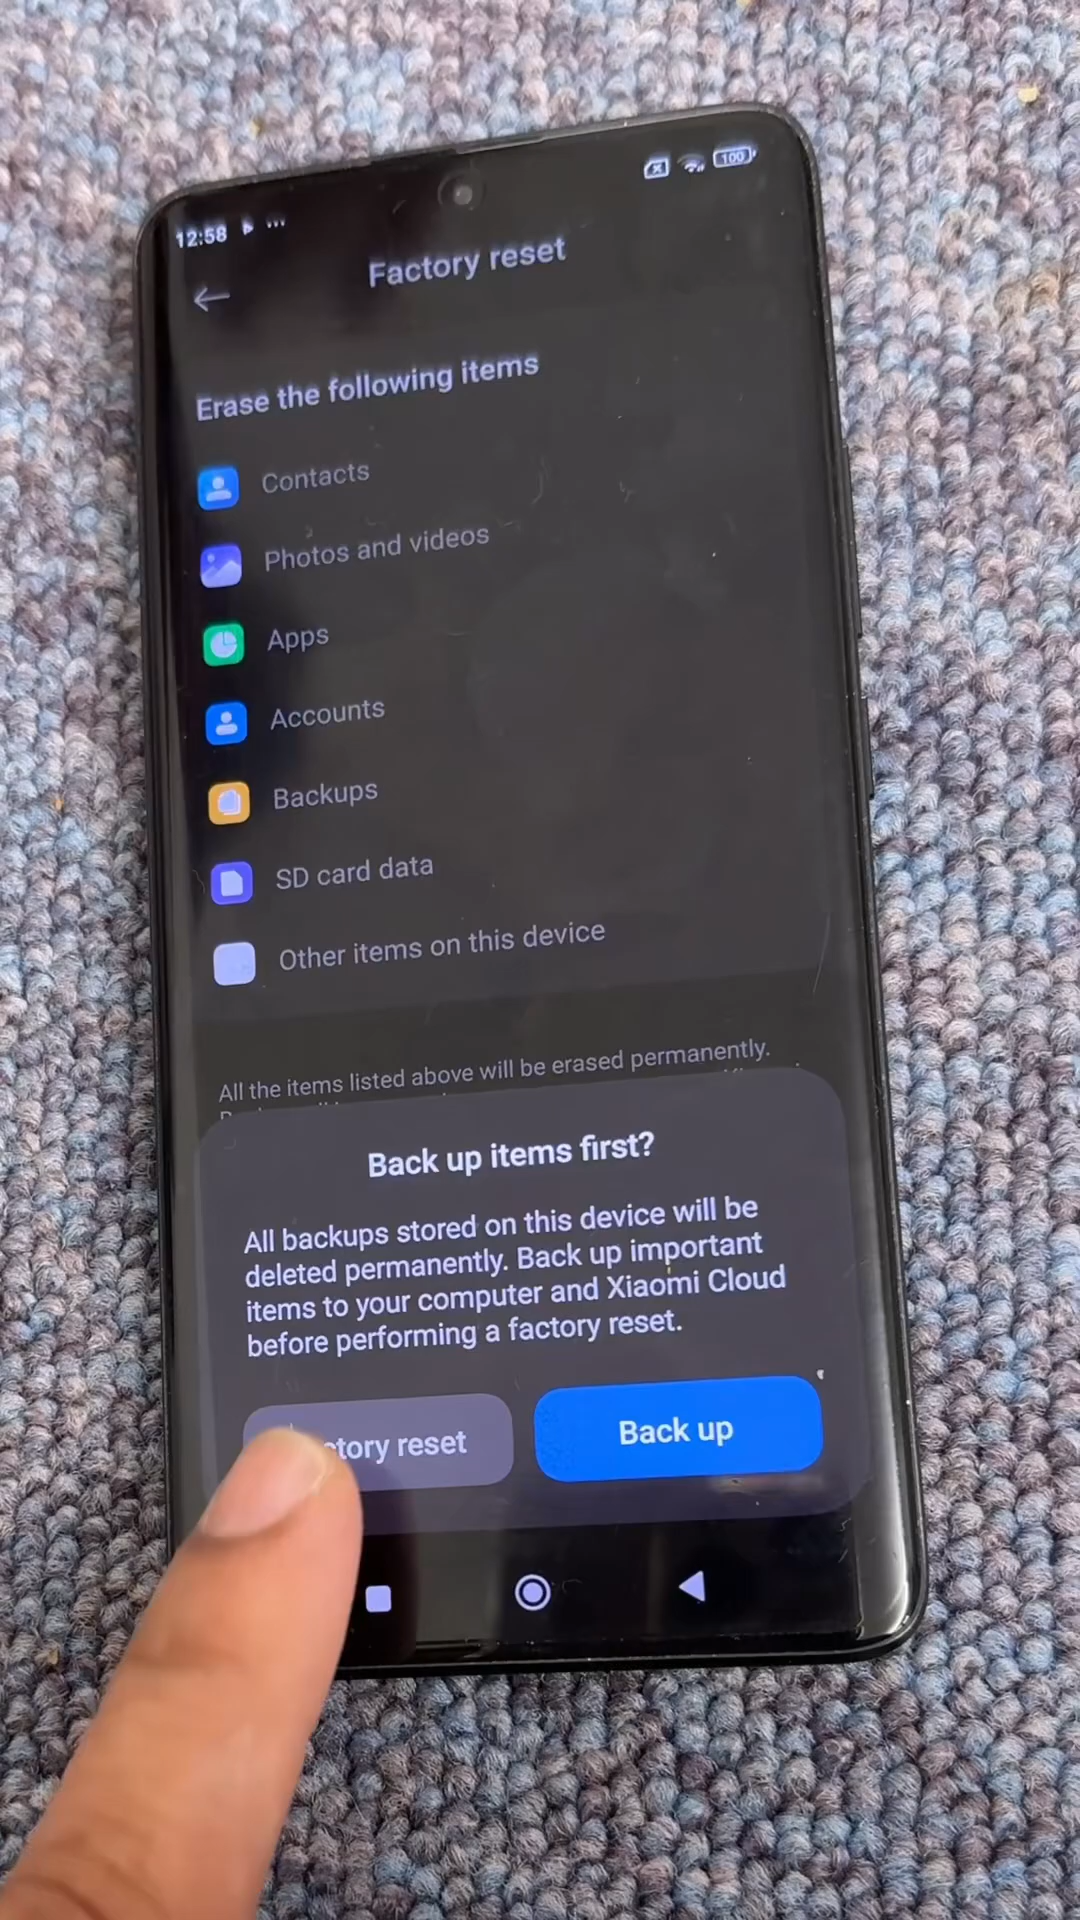 12:58
100
Factory reset
Erase the following items
Contacts
Photos and videos
Apps
Accounts
Backups
SD card data
Other items on this device
All the items listed above will be erased permanently.
Back up items first?
All backups stored on this device will be
deleted permanently. Back up important
items to your computer and Xiaomi Cloud
before performing a factory reset.
ctory reset
Back up